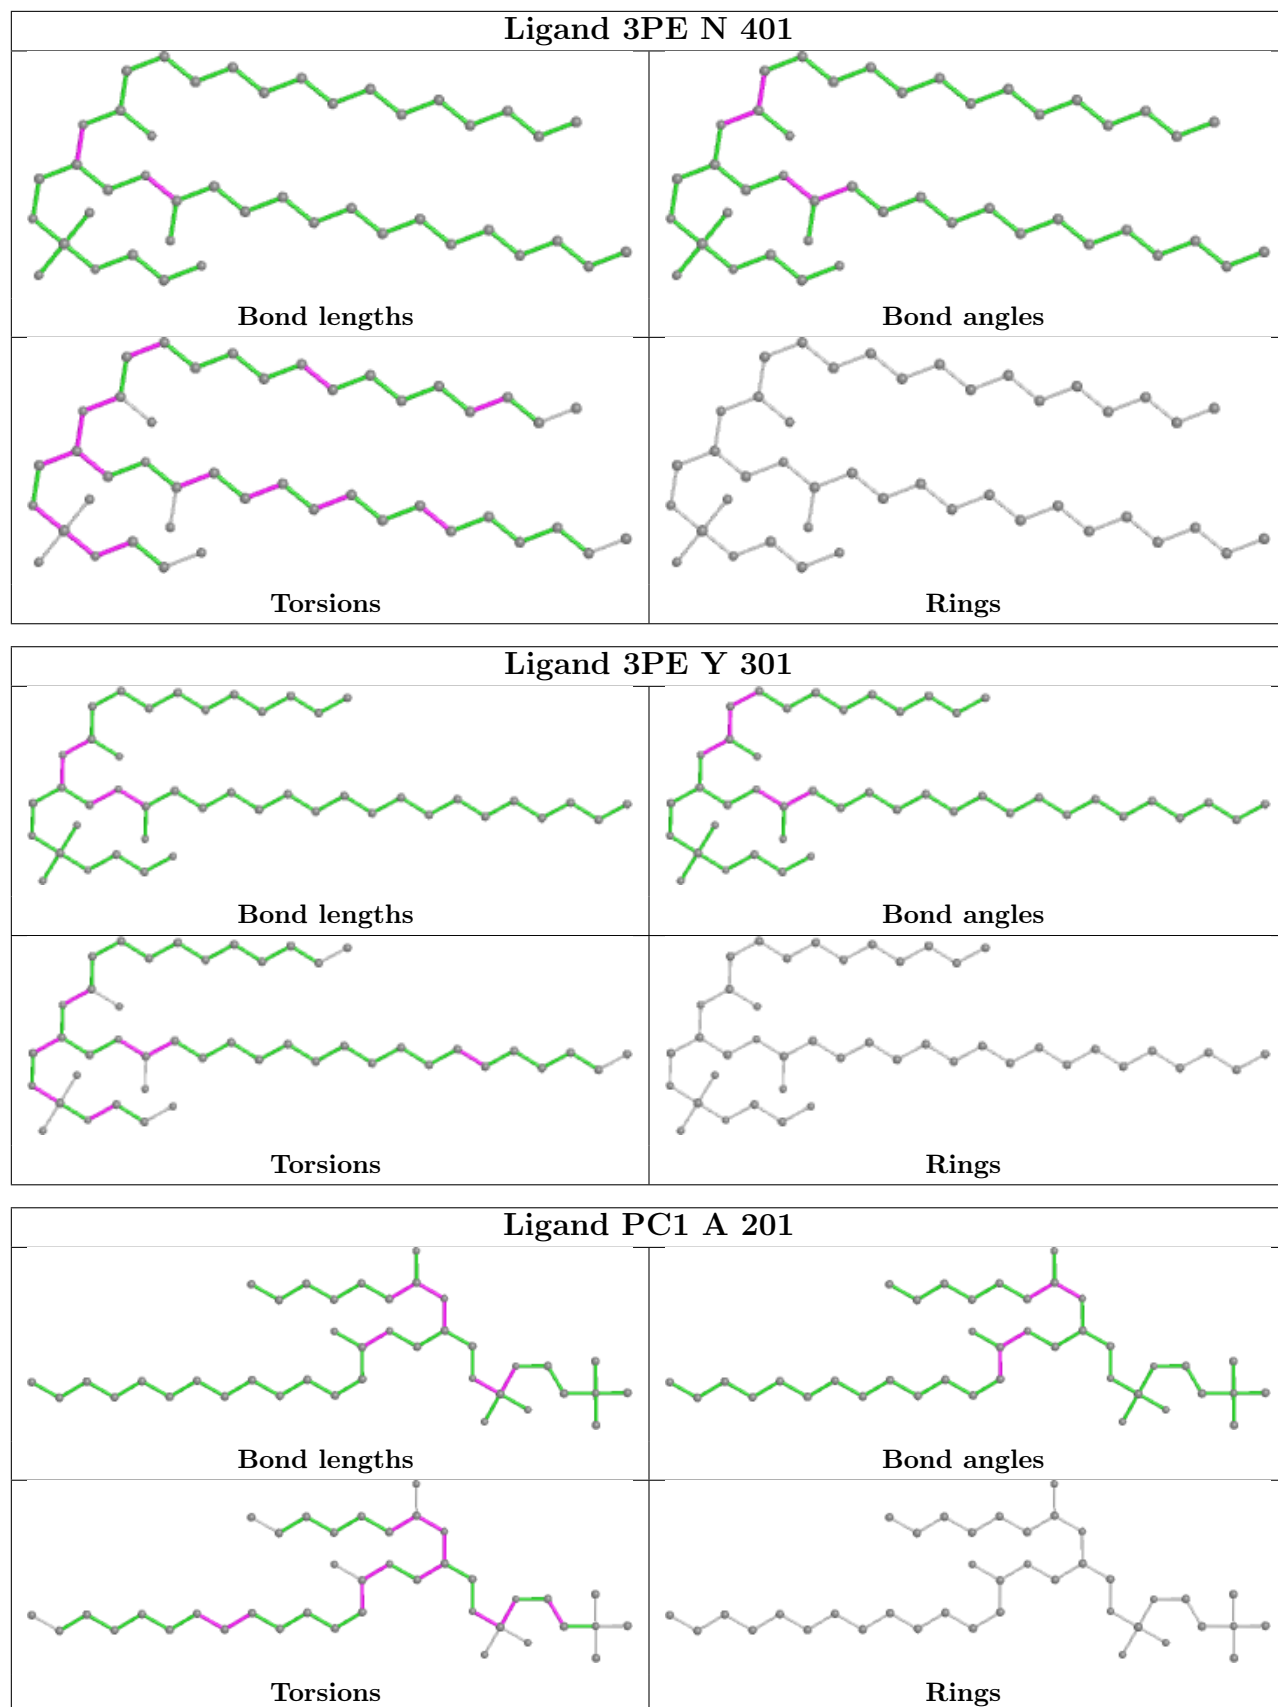 Ligand 3PE N 401
Bond lengths
Bond angles
Torsions
Rings
Ligand 3PE Y 301
Bond lengths
Bond angles
Torsions
Rings
Ligand PC1 A 201
Bond lengths
Bond angles
Torsions
Rings